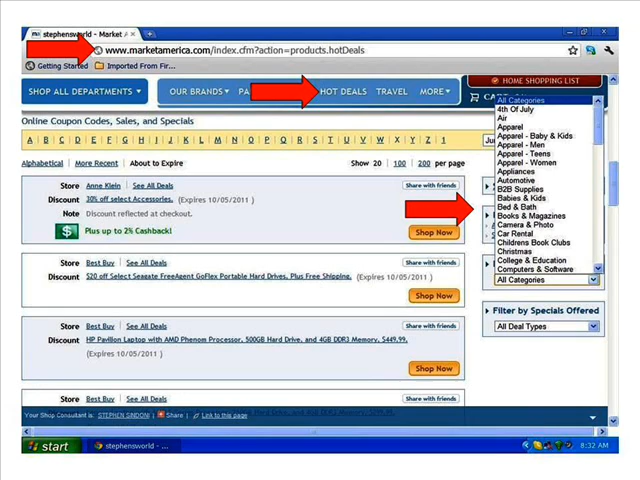 stephensworld - Market A
www.marketamerica.com/index.cfm?action=products.hotDeals
Getting Started Imported From Fir...
HOME SHOPPING LIST
SHOP ALL DEPARTMENTS OUR BRANDS HOT DEALS TRAVEL MORE
Online Coupon Codes, Sales, and Specials
A | B | C | D | E | F | G | H | I | J | K | L | M | N | O | P | Q | R | S | T | U | V | W | X | Y | Z | 1
Alphabetical | More Recent | About to Expire Show 20 | 100 | 200 per page
Store Anne Klein | See All Deals Share with friends
Discount 30% off select Accessories. (Expires 10/05/2011 )
Note Discount reflected at checkout.
$ Plus up to 2% Cashback! Shop Now
Store Best Buy | See All Deals Share with friends
Discount $20 off Select Seagate FreeAgent GoFlex Portable Hard Drives. Plus Free Shipping. (Expires 10/05/2011 )
Shop Now
Store Best Buy | See All Deals Share with friends
Discount HP Pavilion Laptop with AMD Phenom Processor, 500GB Hard Drive, and 4GB DDR3 Memory, $449.99.
(Expires 10/05/2011 )
Shop Now
Store Best Buy | See All Deals Share with friends
All Categories
4th Of July
Air
Apparel
Apparel - Baby & Kids
Apparel - Men
Apparel - Teens
Apparel - Women
Appliances
Automotive
B2B Supplies
Babies & Kids
Bed & Bath
Books & Magazines
Camera & Photo
Car Rental
Childrens Book Clubs
Christmas
College & Education
Computers & Software
All Categories
Filter by Specials Offered
All Deal Types
Your Shop Consultant is: STEPHEN SINDONI | Share | Link to this page
start stephensworld - ... 8:32 AM